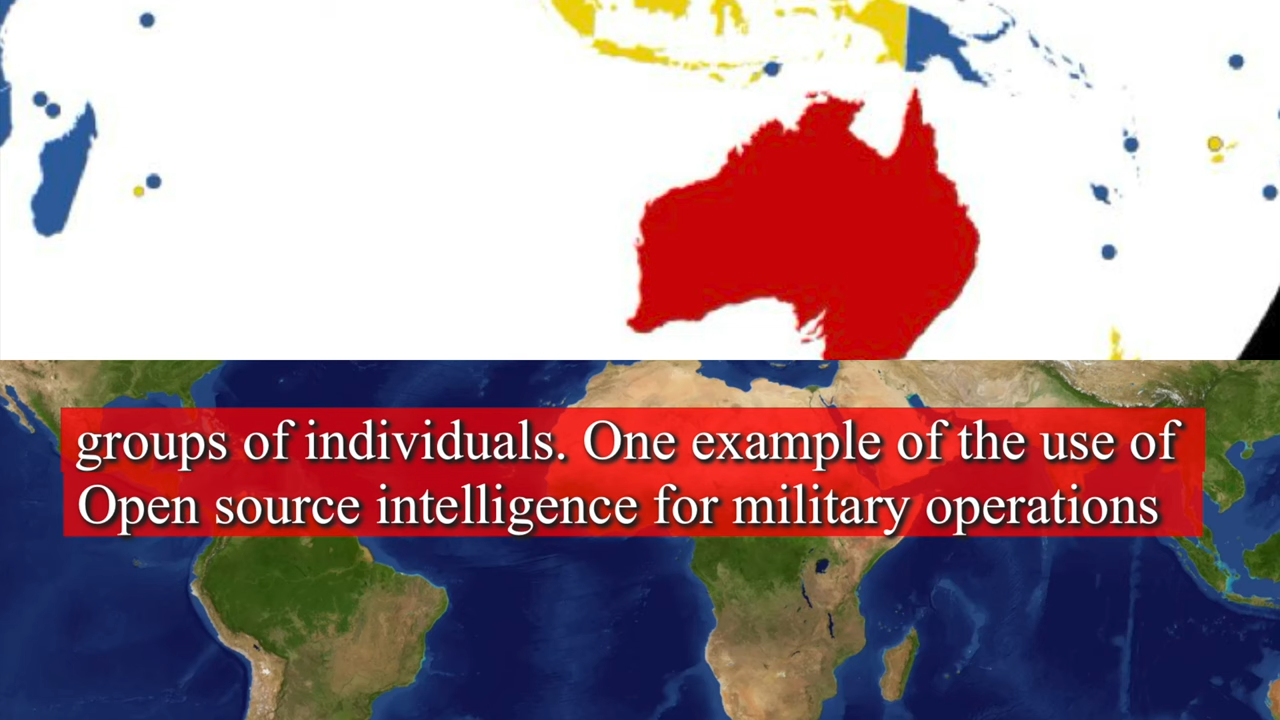 groups of individuals. One example of the use of
Open source intelligence for military operations